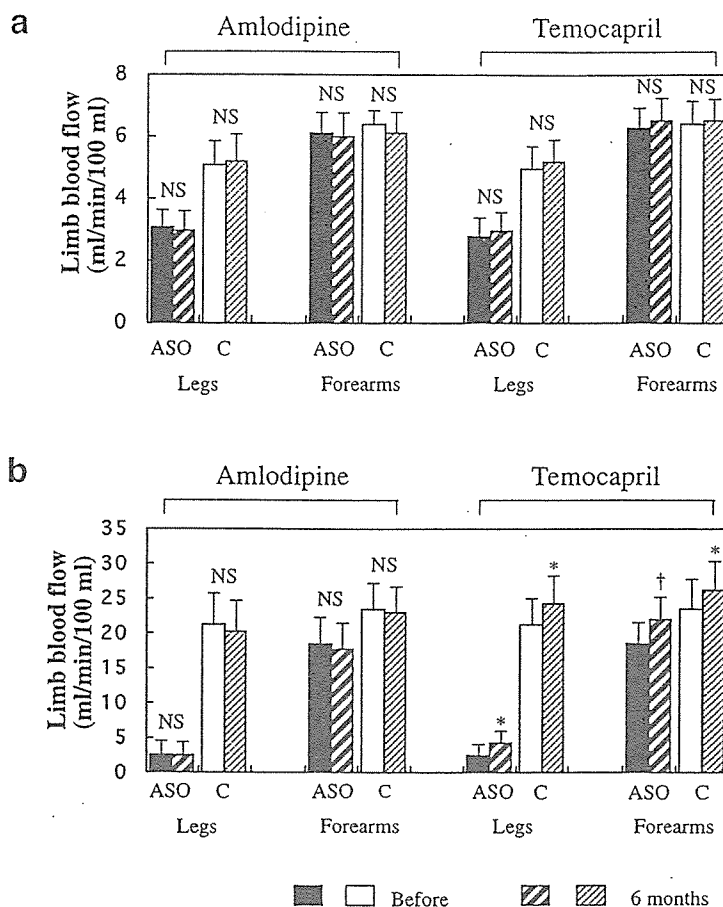 a
Amlodipine Temocapril
Limb blood flow
(ml/min/100 ml)
8
6
4
2
0
NS NS NS NS NS NS NS NS
ASO C ASO C ASO C ASO C
Legs Forearms Legs Forearms
b
Amlodipine Temocapril
Limb blood flow
(ml/min/100 ml)
35
30
25
20
15
10
5
0
NS NS NS NS * * † *
ASO C ASO C ASO C ASO C
Legs Forearms Legs Forearms
Before 6 months